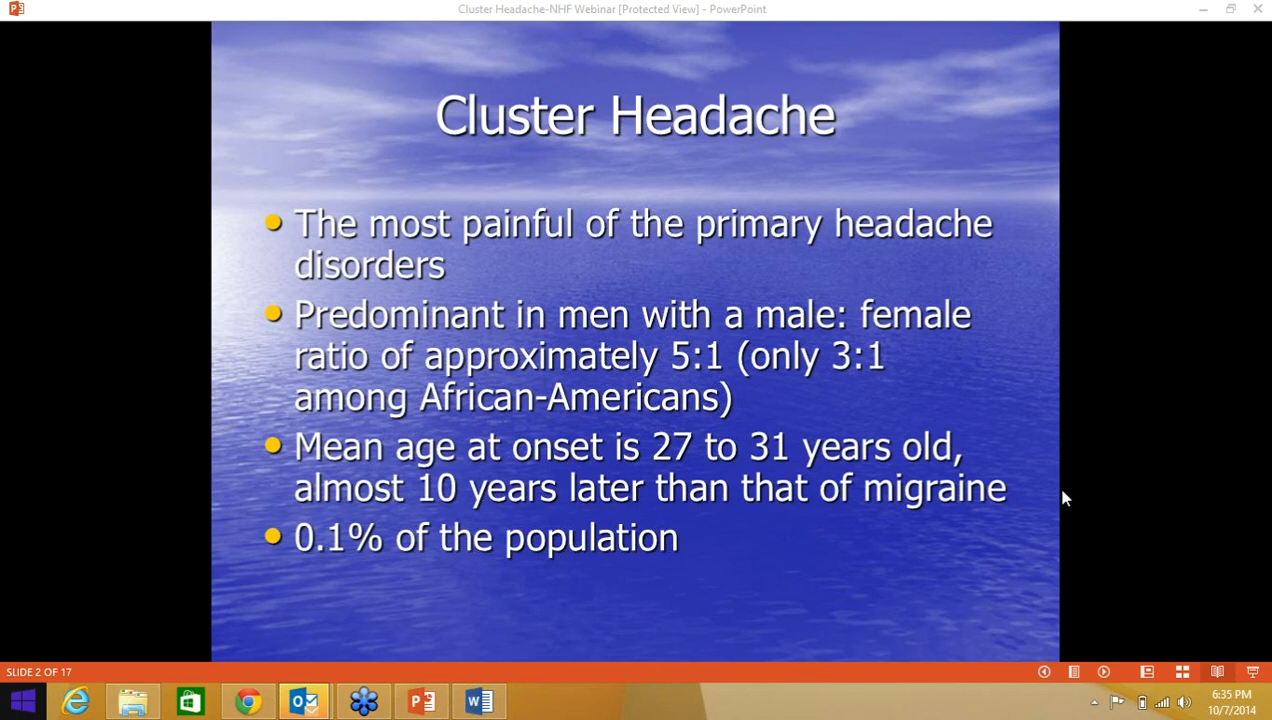 Cluster Headache-NHF Webinar [Protected View] - PowerPoint
Cluster Headache
The most painful of the primary headache
disorders
Predominant in men with a male: female
ratio of approximately 5:1 (only 3:1
among African-Americans)
Mean age at onset is 27 to 31 years old,
almost 10 years later than that of migraine
0.1% of the population
SLIDE 2 OF 17
6:35 PM
10/7/2014